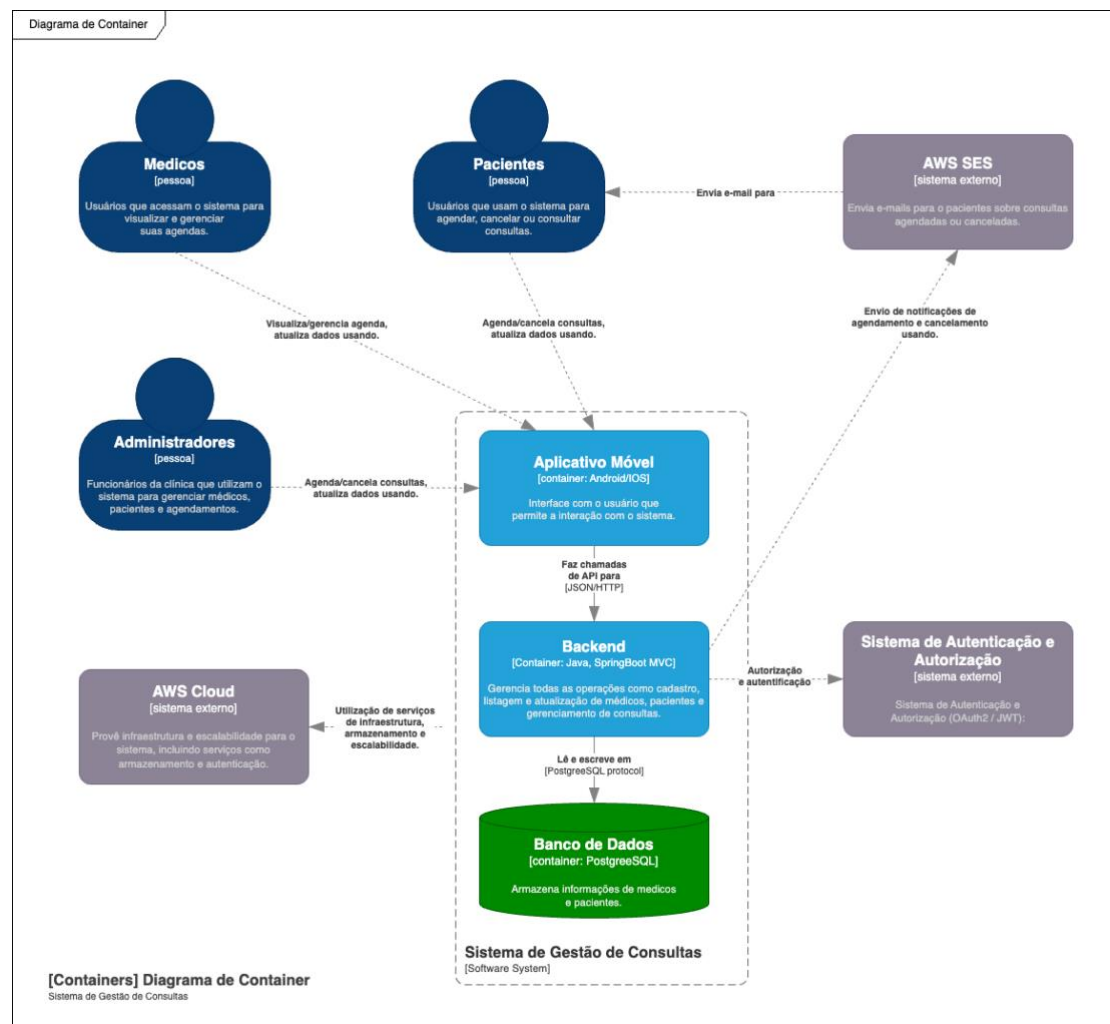 Diagrama de Container
Medicos
[pessoa]
Usuários que acessam o sistema para
visualizar e gerenciar
suas agendas.
Pacientes
[pessoa]
Usuários que usam o sistema para
agendar, cancelar ou consultar
consultas.
Envia e-mail para
AWS SES
[sistema externo]
Envia e-mails para o pacientes sobre consultas
agendadas ou canceladas.
Visualiza/gerencia agenda,
atualiza dados usando.
Agenda/cancela consultas,
atualiza dados usando.
Envio de notificações de
agendamento e cancelamento
usando.
Administradores
[pessoa]
Funcionários da clínica que utilizam o
sistema para gerenciar médicos,
pacientes e agendamentos.
Agenda/cancela consultas,
atualiza dados usando.
Aplicativo Móvel
[container: Android/IOS]
Interface com o usuário que
permite a interação com o sistema.
Faz chamadas
de API para
[JSON/HTTP]
Backend
[Container: Java, SpringBoot MVC]
Gerencia todas as operações como cadastro,
listagem e atualização de médicos, pacientes e
gerenciamento de consultas.
Autorização
e autentificação
Sistema de Autenticação e
Autorização
[sistema externo]
Sistema de Autenticação e
Autorização (OAuth2 / JWT):
AWS Cloud
[sistema externo]
Provê infraestrutura e escalabilidade para o
sistema, incluindo serviços como
armazenamento e autenticação.
Utilização de serviços
de infraestrutura,
armazenamento e
escalabilidade.
Lê e escreve em
[PostgreeSQL protocol]
Banco de Dados
[container: PostgreeSQL]
Armazena informações de medicos
e pacientes.
Sistema de Gestão de Consultas
[Software System]
[Containers] Diagrama de Container
Sistema de Gestão de Consultas